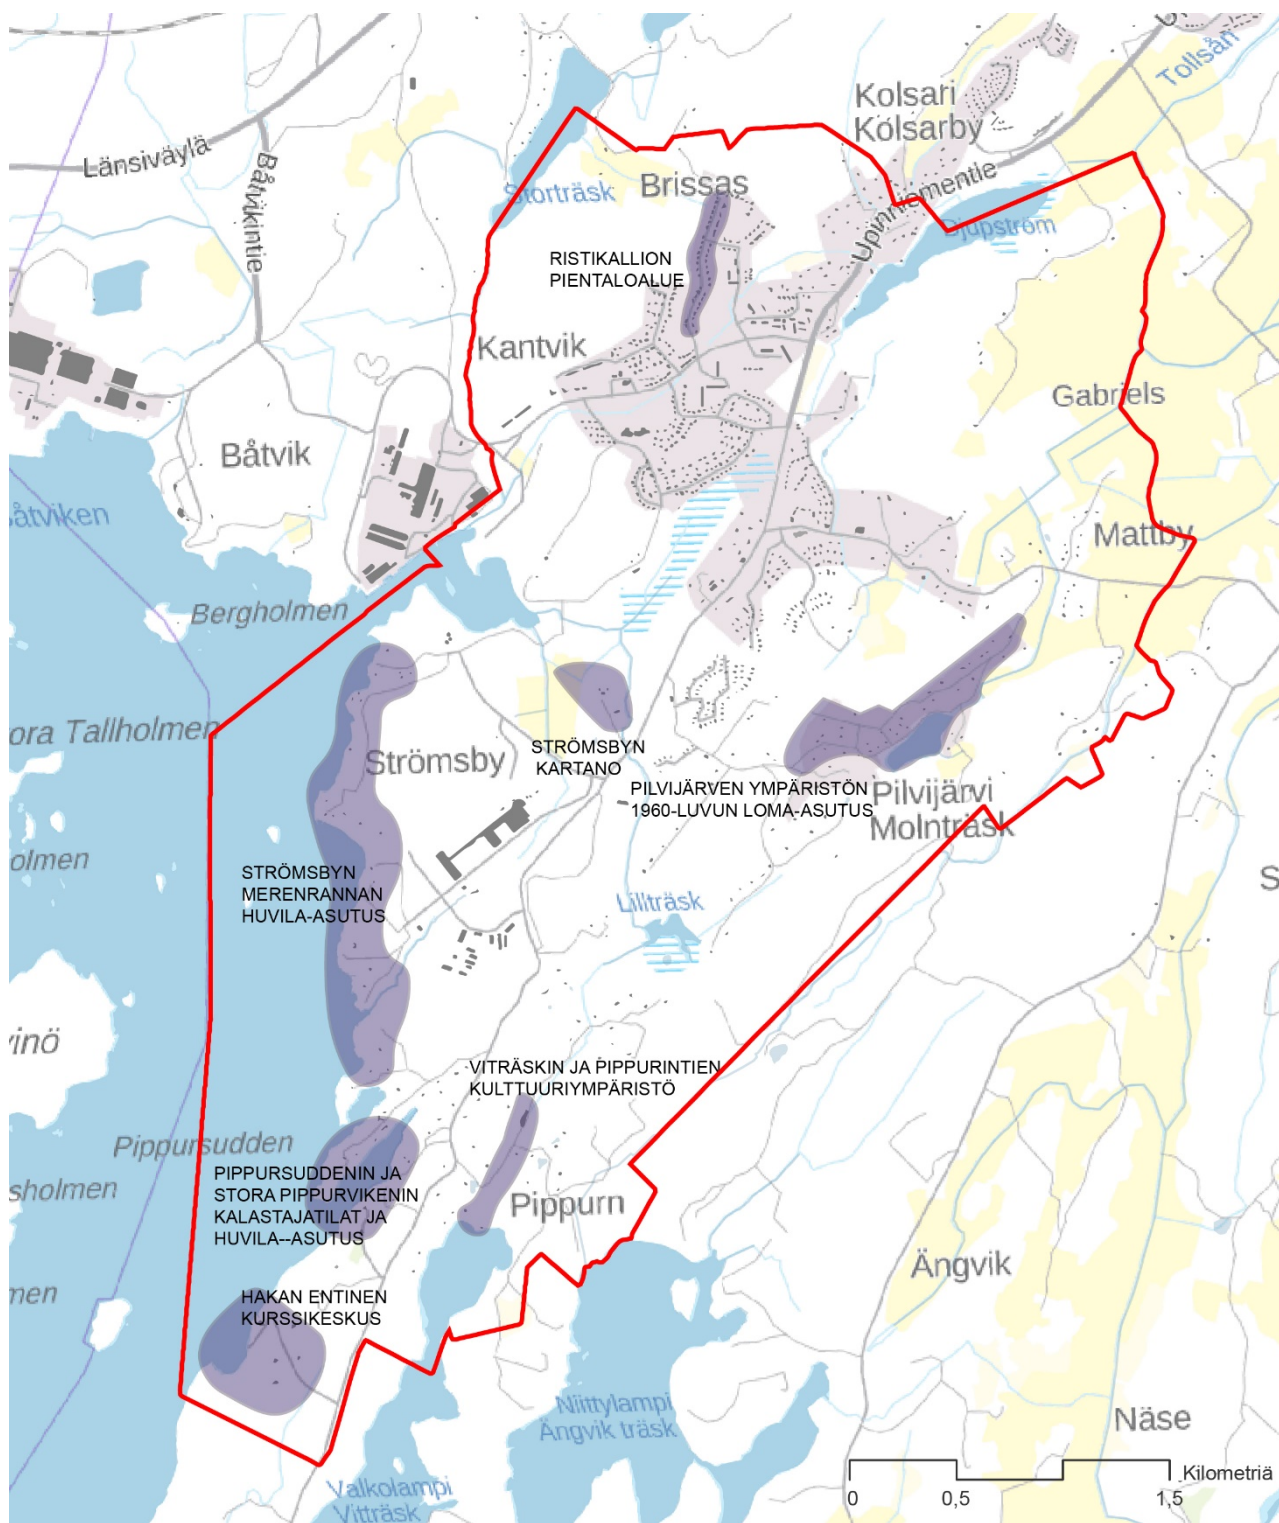 Tollsån
Kolsari
Kolsarby
Länsiväylä
Båtvikintie
Storträsk
Brissas
Upinniementie
Djupström
RISTIKALLION
PIENTALOALUE
Kantvik
Gabriels
Båtvik
åtviken
Mattby
Bergholmen
ora Tallholmen
Strömsby
STRÖMSBYN
KARTANO
PILVIJÄRVEN YMPÄRISTÖN
1960-LUVUN LOMA-ASUTUS
Pilvijärvi
Molnträsk
olmen
STRÖMSBYN
MERENRANNAN
HUVILA-ASUTUS
S
Lillträsk
vinö
VITRÄSKIN JA PIPPURINTIEN
KULTTUURIYMPÄRISTÖ
Pippursudden
sholmen
PIPPURSUDDENIN JA
STORA PIPPURVIKENIN
KALASTAJATILAT JA
HUVILA--ASUTUS
Pippurn
Ängvik
men
HAKAN ENTINEN
KURSSIKESKUS
Niittylampi
Ängvik träsk
Näse
Valkolampi
Vitträsk
Kilometriä
0 0,5 1,5